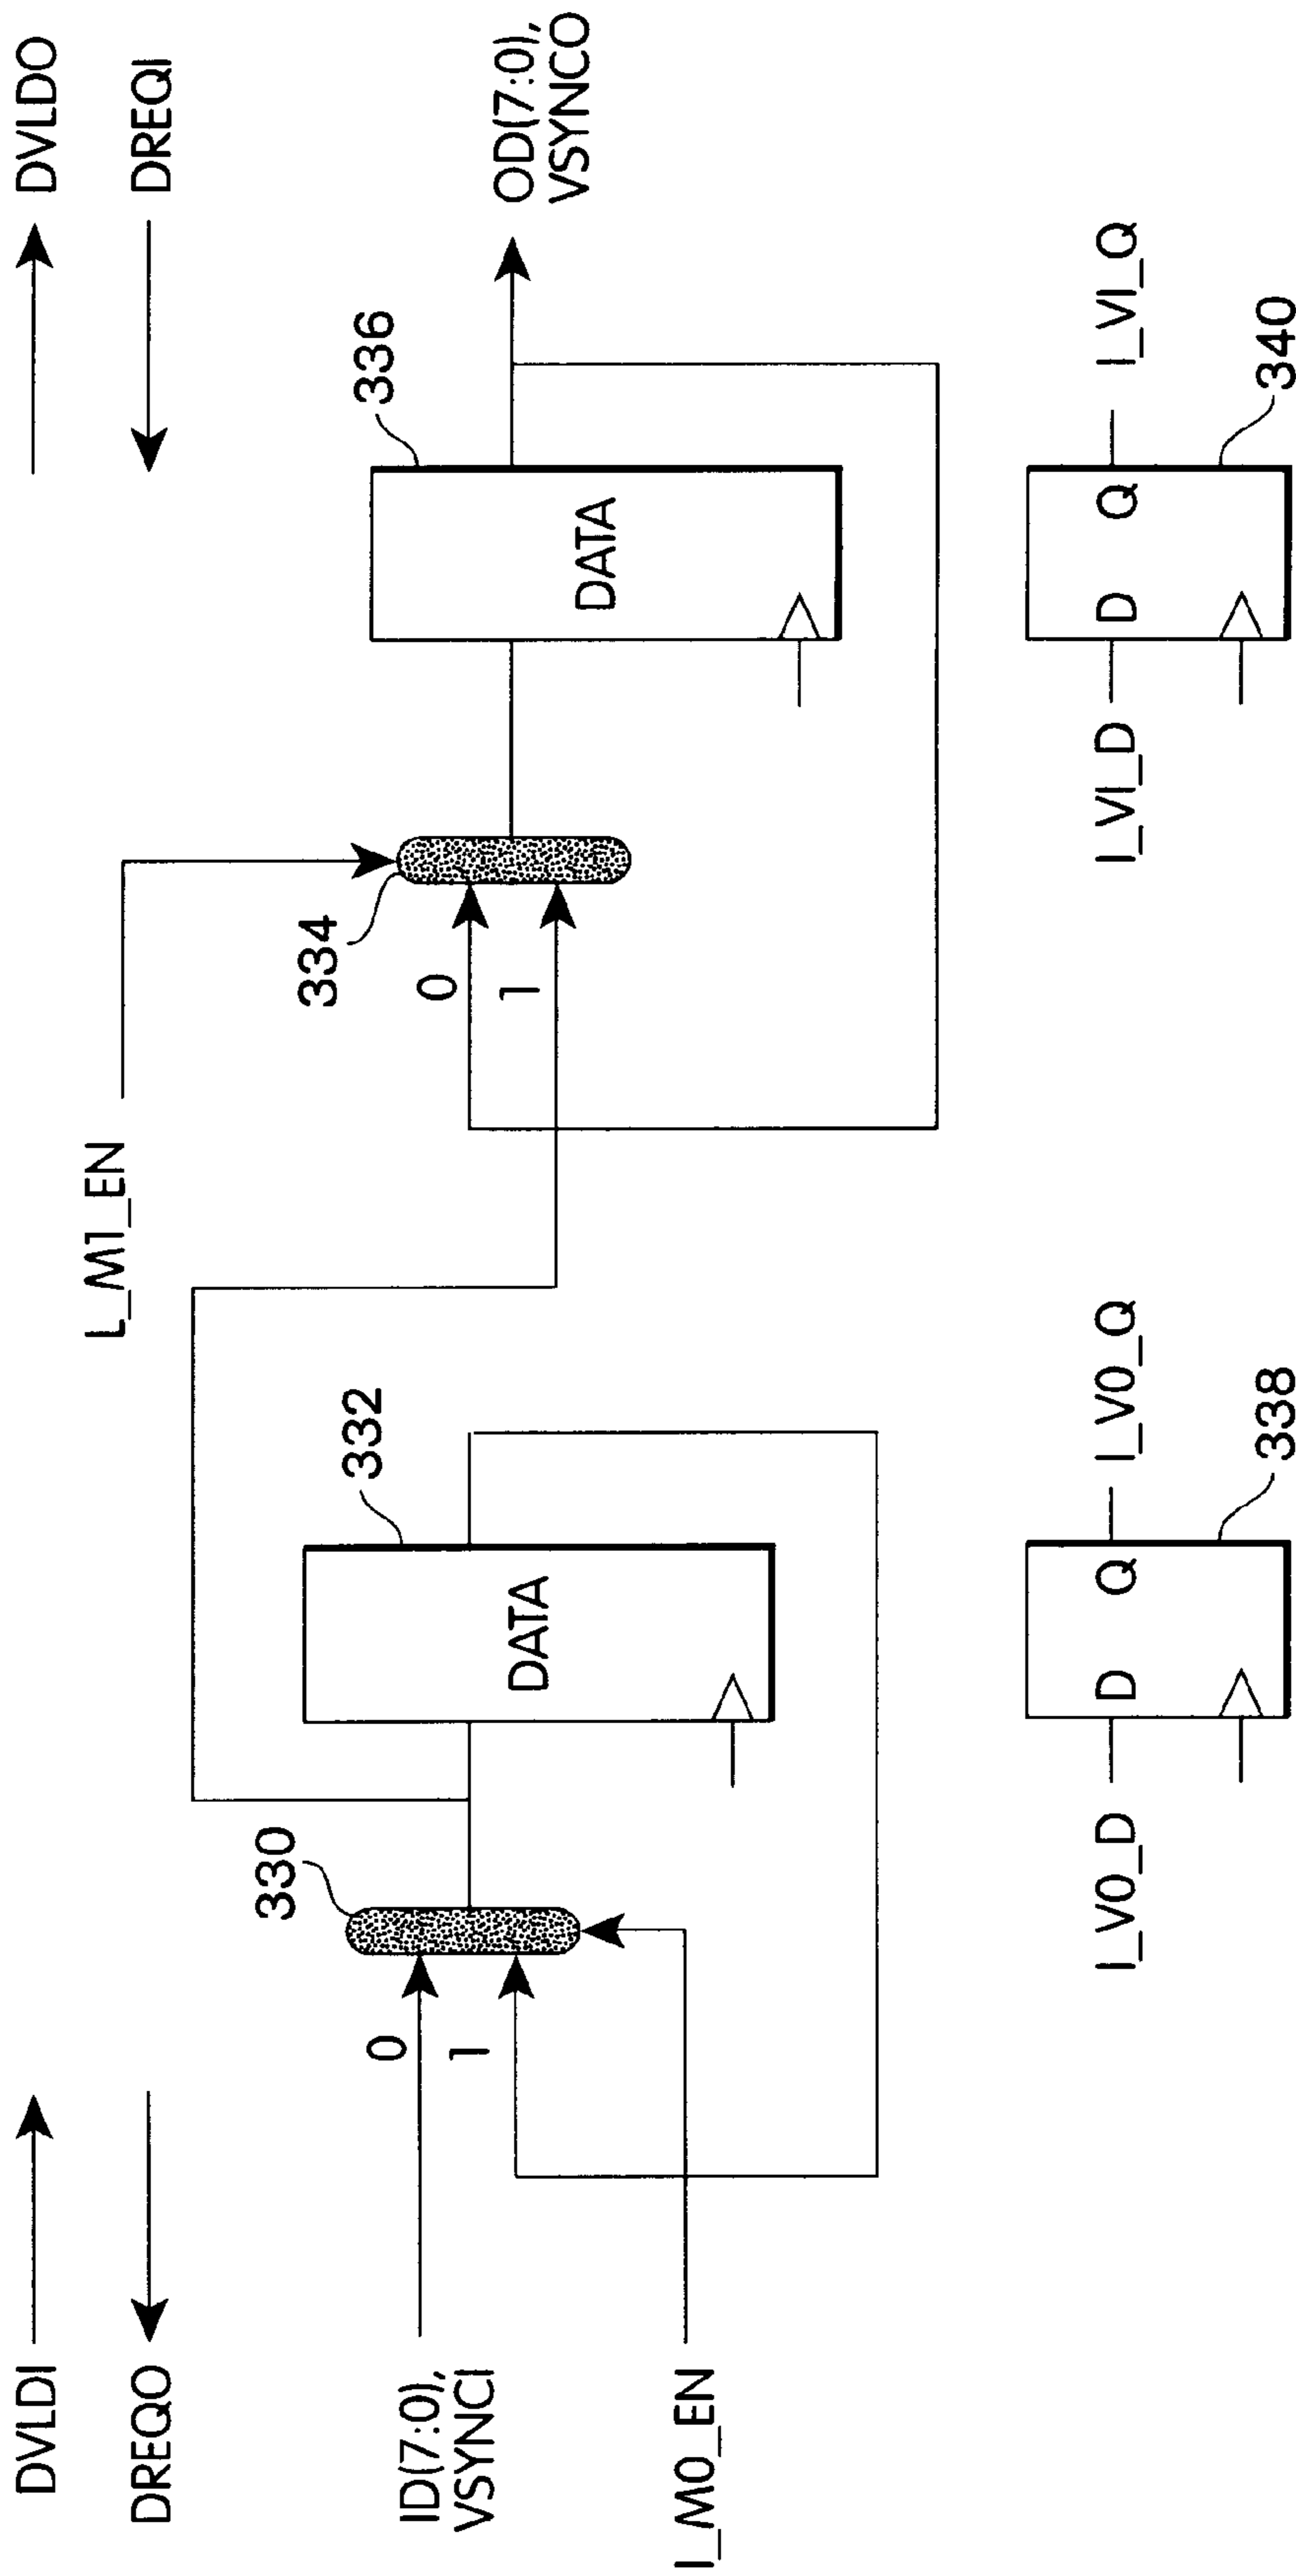 DVLDI
DVLDO
DREQO
DREQI
L_M1_EN
ID(7:0),
VSYNCI
0
1
330
DATA
332
334
0
1
DATA
336
OD(7:0),
VSYNCO
I_M0_EN
I_V0_D
D Q
I_V0_Q
338
I_VI_D
D Q
I_VI_Q
340